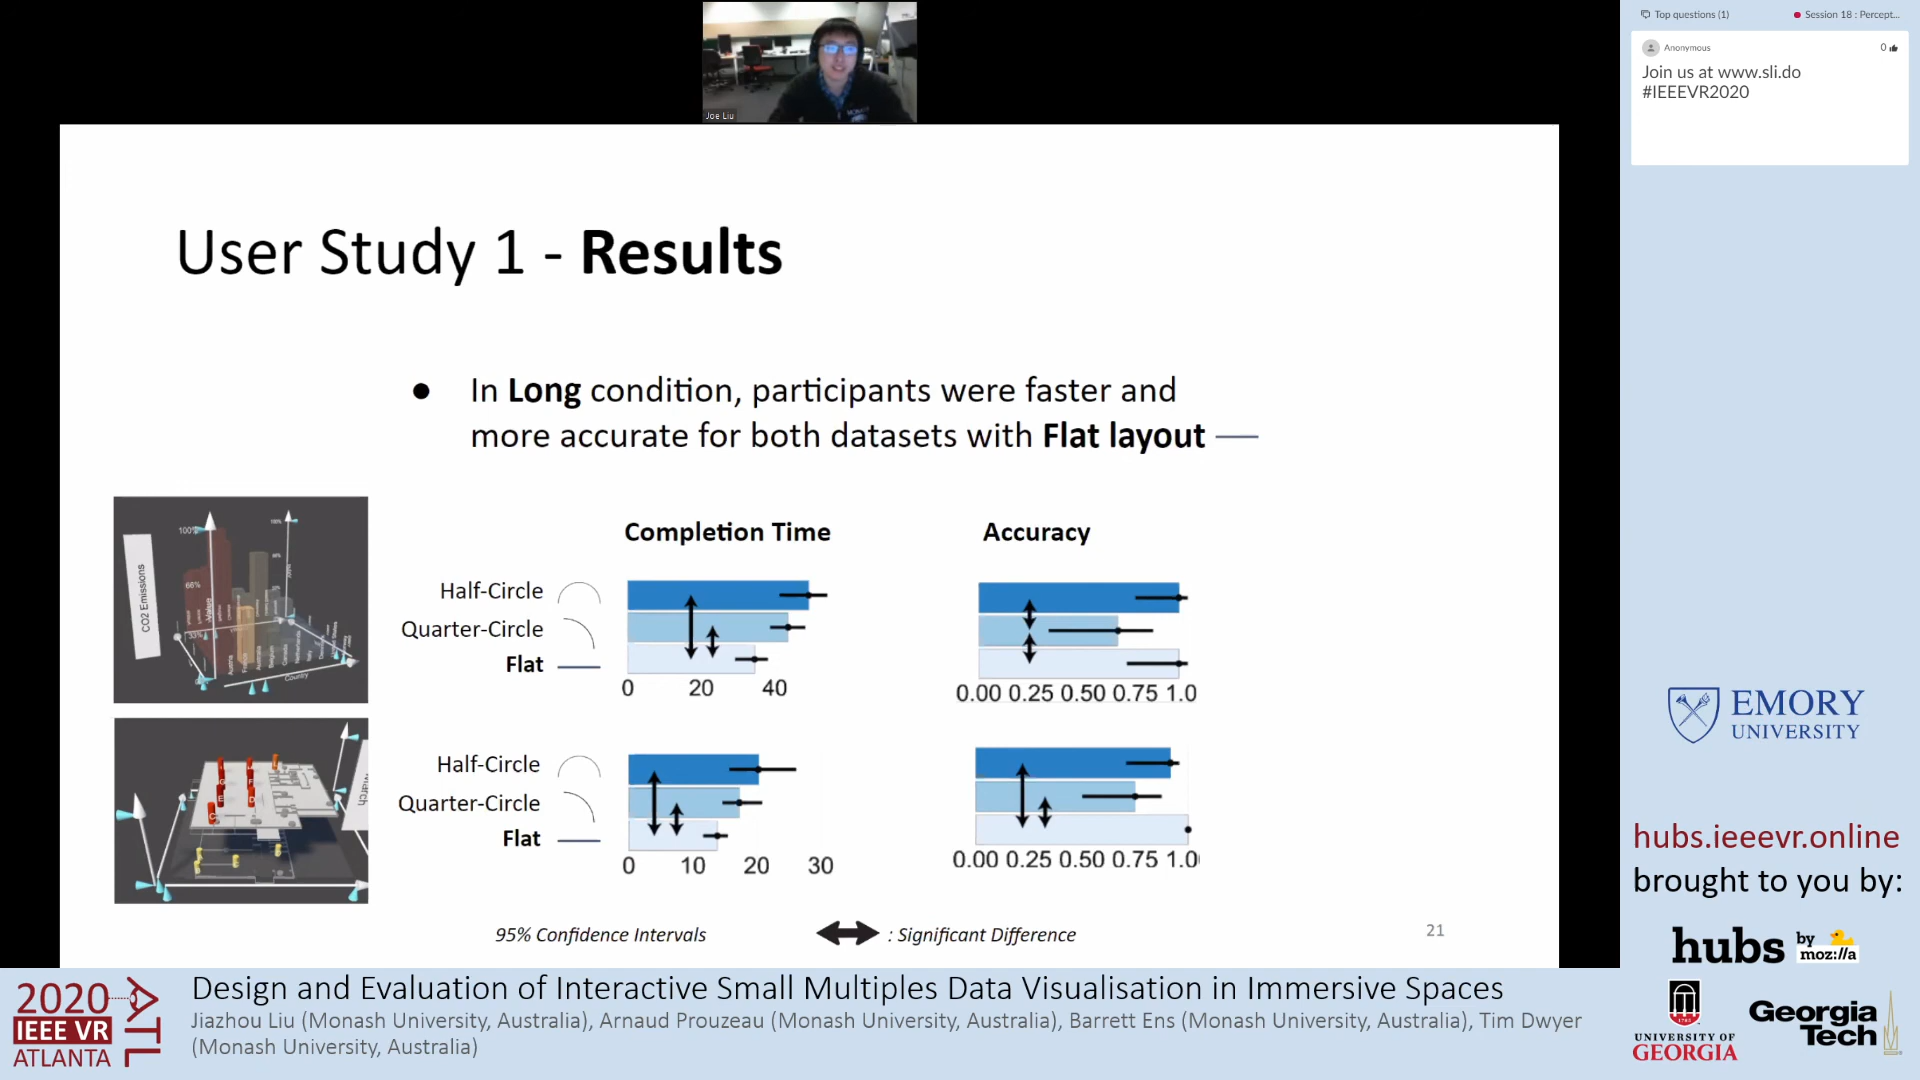 Joe Liu
Top questions (1)
Session 18 : Percept...
Anonymous
0
Join us at www.sli.do
#IEEEVR2020
User Study 1 - Results
● In Long condition, participants were faster and
more accurate for both datasets with Flat layout
Completion Time
Accuracy
100%
66%
33%
CO2 Emissions
Country
Half-Circle
Quarter-Circle
Flat
0 20 40
0.00 0.25 0.50 0.75 1.0
March
Half-Circle
Quarter-Circle
Flat
0 10 20 30
0.00 0.25 0.50 0.75 1.0
95% Confidence Intervals
: Significant Difference
21
EMORY
UNIVERSITY
hubs.ieeevr.online
brought to you by:
hubs by
moz://a
UNIVERSITY OF
GEORGIA
Georgia
Tech
2020
IEEE VR
ATLANTA
ATL
Design and Evaluation of Interactive Small Multiples Data Visualisation in Immersive Spaces
Jiazhou Liu (Monash University, Australia), Arnaud Prouzeau (Monash University, Australia), Barrett Ens (Monash University, Australia), Tim Dwyer
(Monash University, Australia)